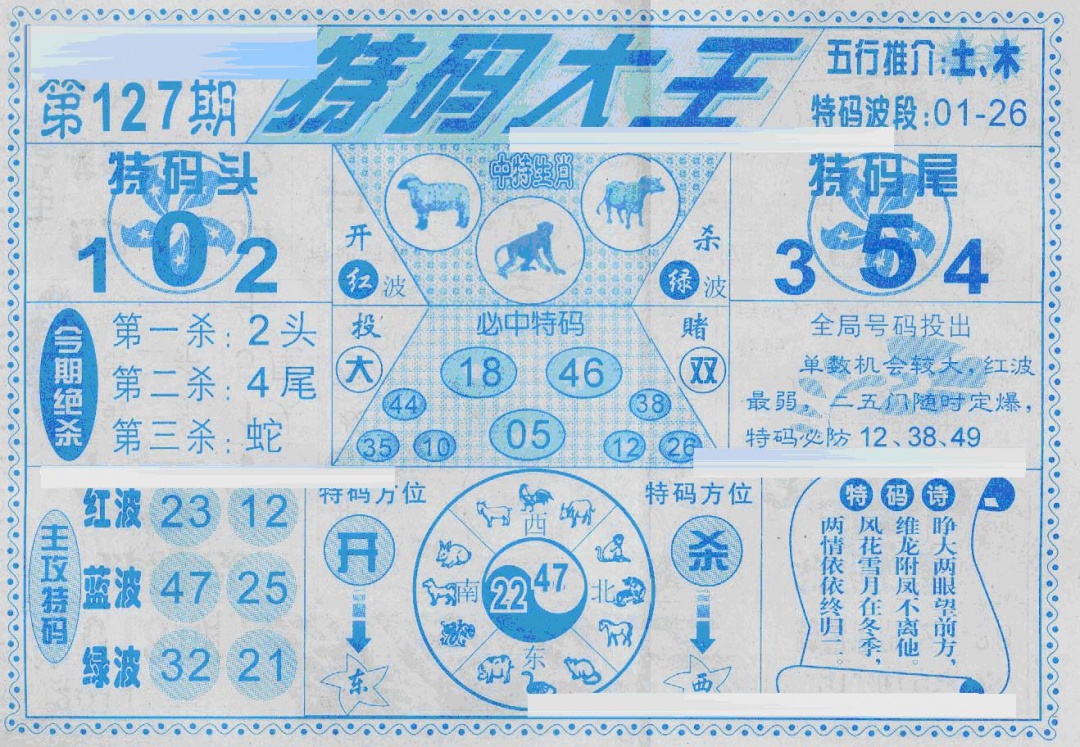 第127期
特码大王
五行推介:土、木
特码波段:01-26
特码头
1 0 2
中特生肖
开
红波
杀
绿波
特码尾
3 5 4
今期绝杀
第一杀:2头
第二杀:4尾
第三杀:蛇
投
大
必中特码
18 46
44 38
05
35 10 12 26
赌
双
全局号码投出
单数机会较大,红波
最弱,二五门随时定爆,
特码必防 12、38、49
主攻特码
红波 23 12
蓝波 47 25
绿波 32 21
特码方位
开
东
西
南
北
东
22 47
特码方位
杀
西
特码诗
睁大两眼望前方,
维龙附凤不离他。
风花雪月在冬季,
两情依依终归二。